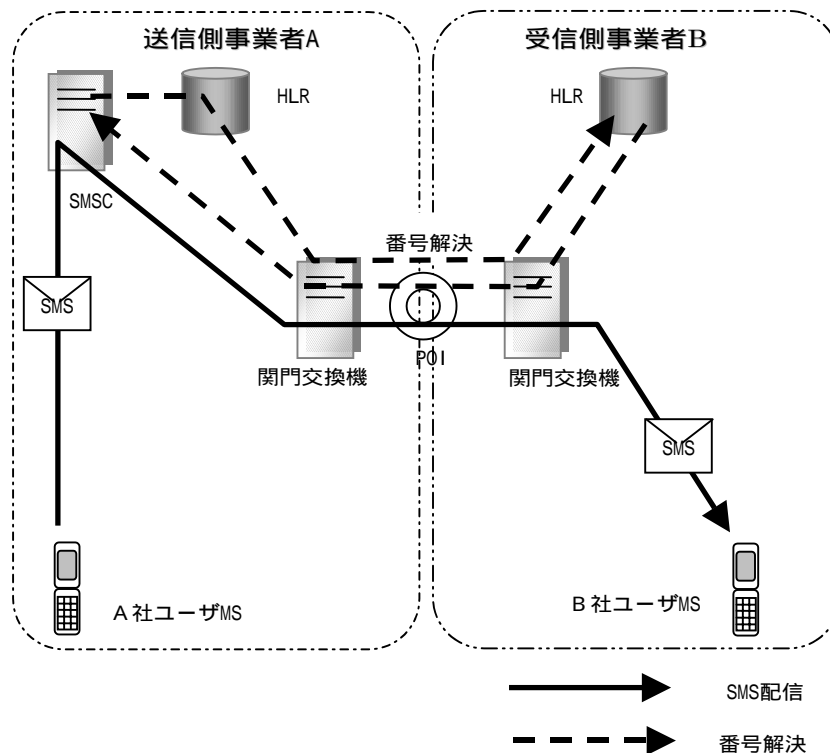 送信側事業者A
受信側事業者B
HLR
HLR
SMSC
番号解決
SMS
POI
関門交換機
関門交換機
SMS
A社ユーザMS
B社ユーザMS
SMS配信
番号解決